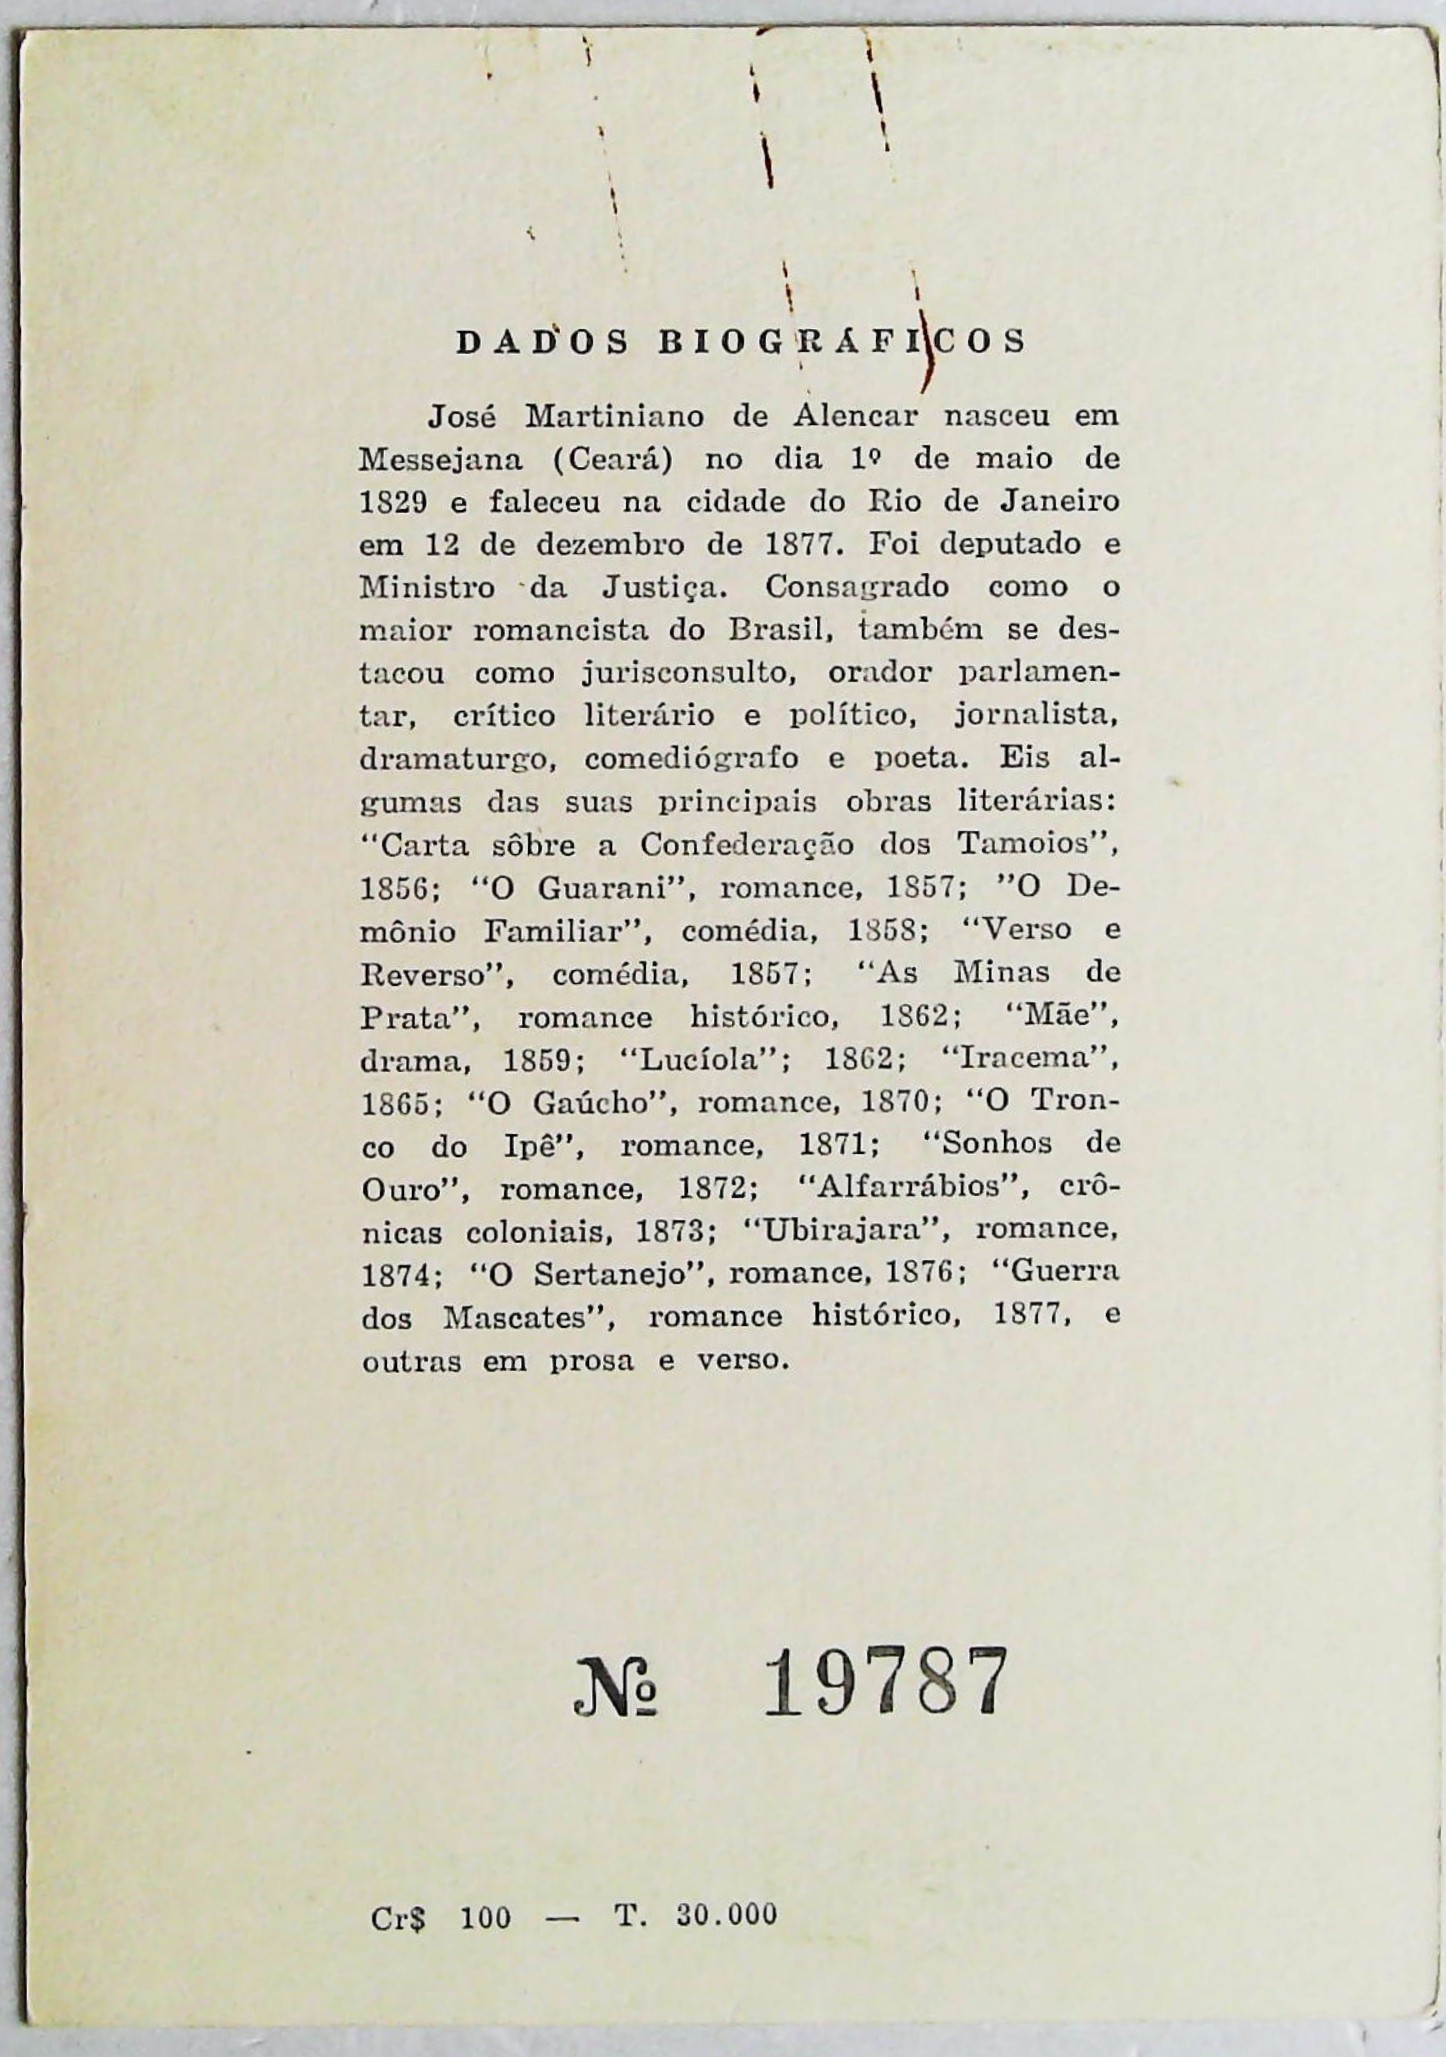 DADOS BIOGRÁFICOS
José Martiniano de Alencar nasceu em
Messejana (Ceará) no dia 1º de maio de
1829 e faleceu na cidade do Rio de Janeiro
em 12 de dezembro de 1877. Foi deputado e
Ministro da Justiça. Consagrado como o
maior romancista do Brasil, também se des-
tacou como jurisconsulto, orador parlamen-
tar, crítico literário e político, jornalista,
dramaturgo, comediógrafo e poeta. Eis al-
gumas das suas principais obras literárias:
“Carta sôbre a Confederação dos Tamoios”,
1856; “O Guarani”, romance, 1857; ”O De-
mônio Familiar”, comédia, 1858; “Verso e
Reverso”, comédia, 1857; “As Minas de
Prata”, romance histórico, 1862; “Mãe”,
drama, 1859; “Lucíola”; 1862; “Iracema”,
1865; “O Gaúcho”, romance, 1870; “O Tron-
co do Ipê”, romance, 1871; “Sonhos de
Ouro”, romance, 1872; “Alfarrábios”, crô-
nicas coloniais, 1873; “Ubirajara”, romance,
1874; “O Sertanejo”, romance, 1876; “Guerra
dos Mascates”, romance histórico, 1877, e
outras em prosa e verso.
Nº 19787
Cr$ 100 — T. 30.000